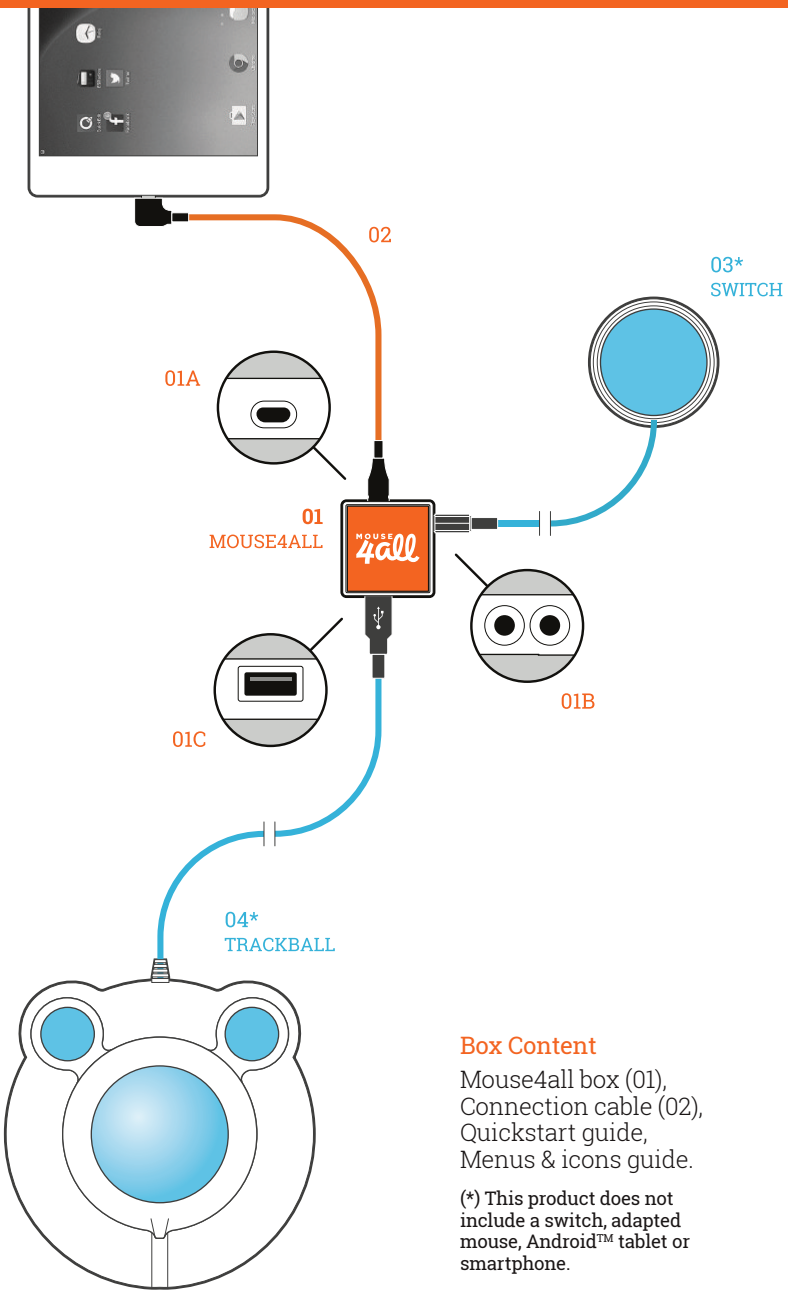 02
03*
SWITCH
01A
01
MOUSE4ALL
MOUSE
4all
01B
01C
04*
TRACKBALL
Box Content
Mouse4all box (01),
Connection cable (02),
Quickstart guide,
Menus & icons guide.
(*) This product does not
include a switch, adapted
mouse, Android™ tablet or
smartphone.